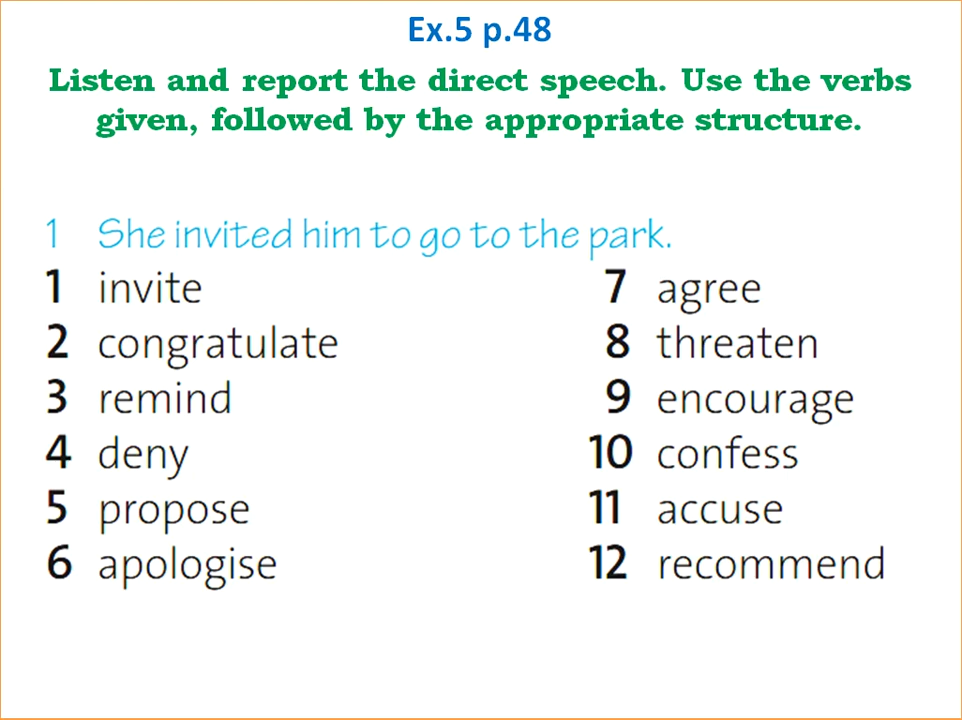 Ex.5 p.48
Listen and report the direct speech. Use the verbs
given, followed by the appropriate structure.
1 She invited him to go to the park.
1 invite
2 congratulate
3 remind
4 deny
5 propose
6 apologise
7 agree
8 threaten
9 encourage
10 confess
11 accuse
12 recommend